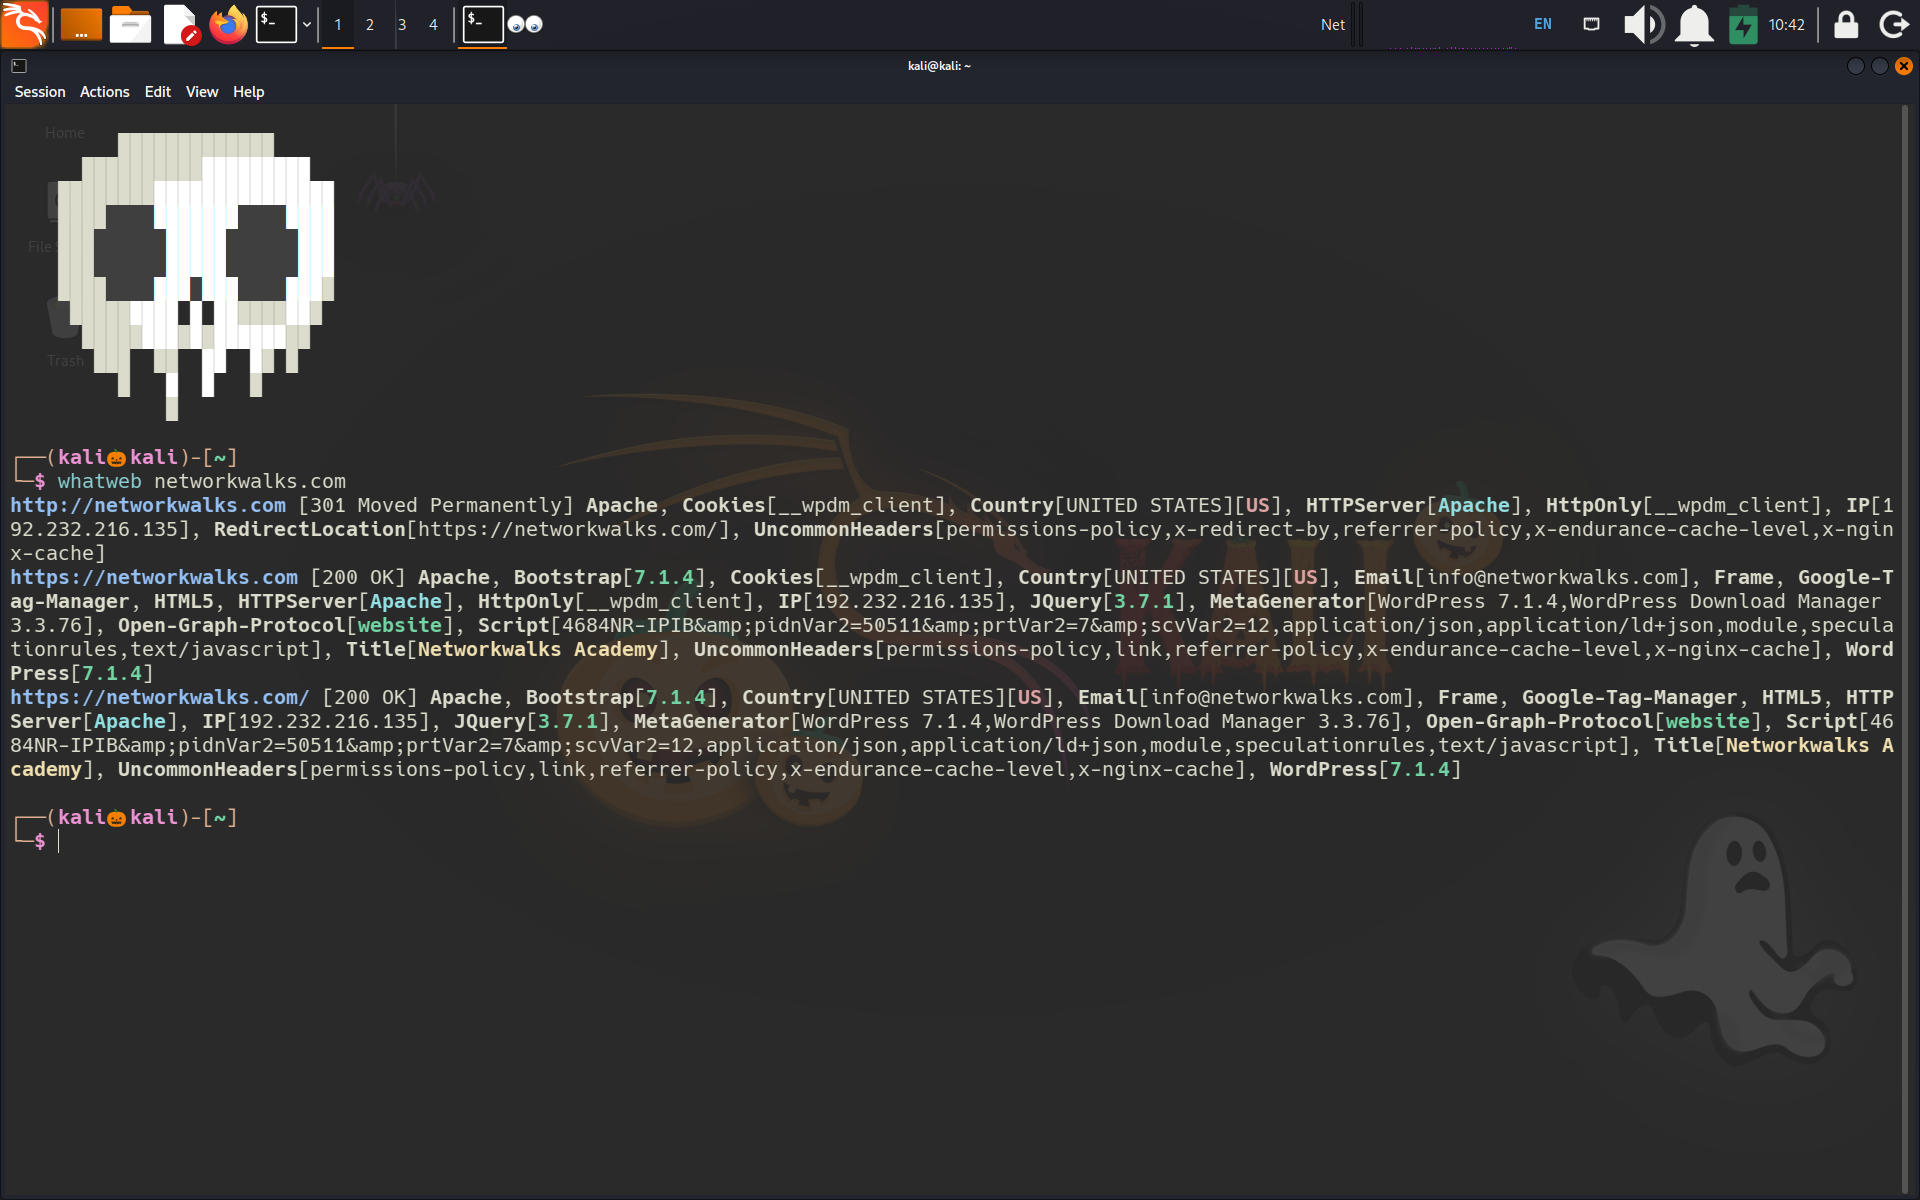 $_ 1 2 3 4 $_ Net EN 10:42
kali@kali: ~
Session Actions Edit View Help
Home
File
Trash
┌──(kali🎃kali)-[~]
└─$ whatweb networkwalks.com
http://networkwalks.com [301 Moved Permanently] Apache, Cookies[__wpdm_client], Country[UNITED STATES][US], HTTPServer[Apache], HttpOnly[__wpdm_client], IP[1
92.232.216.135], RedirectLocation[https://networkwalks.com/], UncommonHeaders[permissions-policy,x-redirect-by,referrer-policy,x-endurance-cache-level,x-ngin
x-cache]
https://networkwalks.com [200 OK] Apache, Bootstrap[7.1.4], Cookies[__wpdm_client], Country[UNITED STATES][US], Email[info@networkwalks.com], Frame, Google-T
ag-Manager, HTML5, HTTPServer[Apache], HttpOnly[__wpdm_client], IP[192.232.216.135], JQuery[3.7.1], MetaGenerator[WordPress 7.1.4,WordPress Download Manager
3.3.76], Open-Graph-Protocol[website], Script[4684NR-IPIB&amp;pidnVar2=50511&amp;prtVar2=7&amp;scvVar2=12,application/json,application/ld+json,module,specula
tionrules,text/javascript], Title[Networkwalks Academy], UncommonHeaders[permissions-policy,link,referrer-policy,x-endurance-cache-level,x-nginx-cache], Word
Press[7.1.4]
https://networkwalks.com/ [200 OK] Apache, Bootstrap[7.1.4], Country[UNITED STATES][US], Email[info@networkwalks.com], Frame, Google-Tag-Manager, HTML5, HTTP
Server[Apache], IP[192.232.216.135], JQuery[3.7.1], MetaGenerator[WordPress 7.1.4,WordPress Download Manager 3.3.76], Open-Graph-Protocol[website], Script[46
84NR-IPIB&amp;pidnVar2=50511&amp;prtVar2=7&amp;scvVar2=12,application/json,application/ld+json,module,speculationrules,text/javascript], Title[Networkwalks A
cademy], UncommonHeaders[permissions-policy,link,referrer-policy,x-endurance-cache-level,x-nginx-cache], WordPress[7.1.4]
KALI
┌──(kali🎃kali)-[~]
└─$